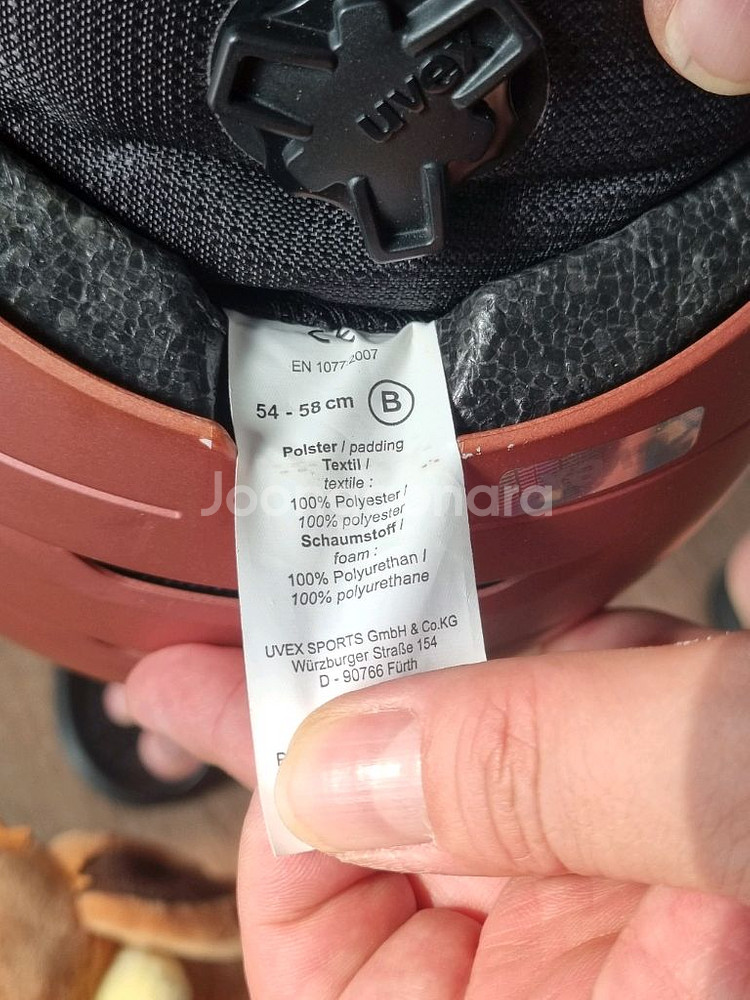 uvex
CE
EN 1077:2007
54 - 58 cm B
Polster / padding
Textil /
textile :
100% Polyester /
100% polyester
Schaumstoff /
foam :
100% Polyurethan /
100% polyurethane
UVEX SPORTS GmbH & Co.KG
Würzburger Straße 154
D - 90766 Fürth